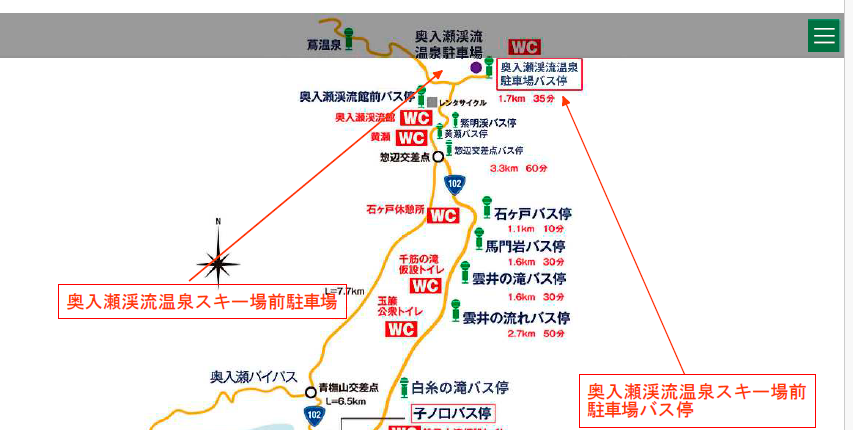 蔦温泉
奥入瀬渓流
温泉駐車場
WC
奥入瀬渓流温泉
駐車場バス停
1.7km 35分
奥入瀬渓流館前バス停
レンタサイクル
奥入瀬渓流館 WC
紫明渓バス停
黄瀬 WC
黄瀬バス停
惣辺交差点
惣辺交差点バス停
3.3km 60分
102
石ヶ戸休憩所 WC
石ヶ戸バス停
1.1km 10分
N
馬門岩バス停
1.6km 30分
千筋の滝
仮設トイレ
WC
雲井の滝バス停
1.6km 30分
L=7.7km
奥入瀬渓流温泉スキー場前駐車場
玉簾
公衆トイレ
WC
雲井の流れバス停
2.7km 50分
奥入瀬バイパス
青橅山交差点
L=6.5km
白糸の滝バス停
奥入瀬渓流温泉スキー場前
駐車場バス停
102
子ノ口バス停
WC